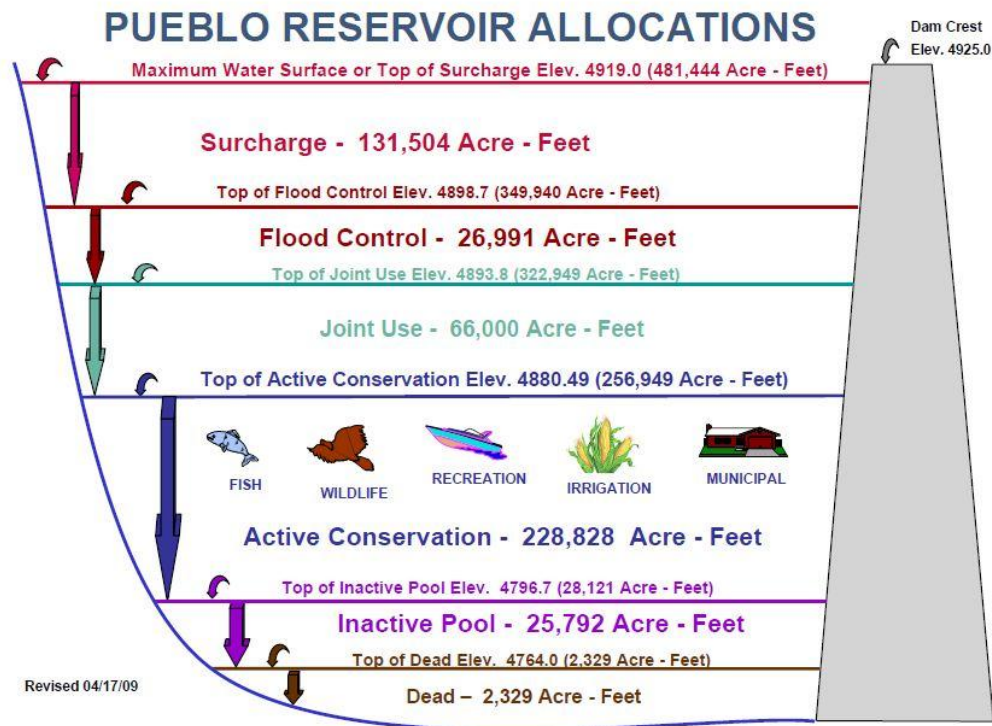 PUEBLO RESERVOIR ALLOCATIONS
Dam Crest
Elev. 4925.0
Maximum Water Surface or Top of Surcharge Elev. 4919.0 (481,444 Acre - Feet)
Surcharge - 131,504 Acre - Feet
Top of Flood Control Elev. 4898.7 (349,940 Acre - Feet)
Flood Control - 26,991 Acre - Feet
Top of Joint Use Elev. 4893.8 (322,949 Acre - Feet)
Joint Use - 66,000 Acre - Feet
Top of Active Conservation Elev. 4880.49 (256,949 Acre - Feet)
FISH
WILDLIFE
RECREATION
IRRIGATION
MUNICIPAL
Active Conservation - 228,828 Acre - Feet
Top of Inactive Pool Elev. 4796.7 (28,121 Acre - Feet)
Inactive Pool - 25,792 Acre - Feet
Top of Dead Elev. 4764.0 (2,329 Acre - Feet)
Revised 04/17/09
Dead – 2,329 Acre - Feet